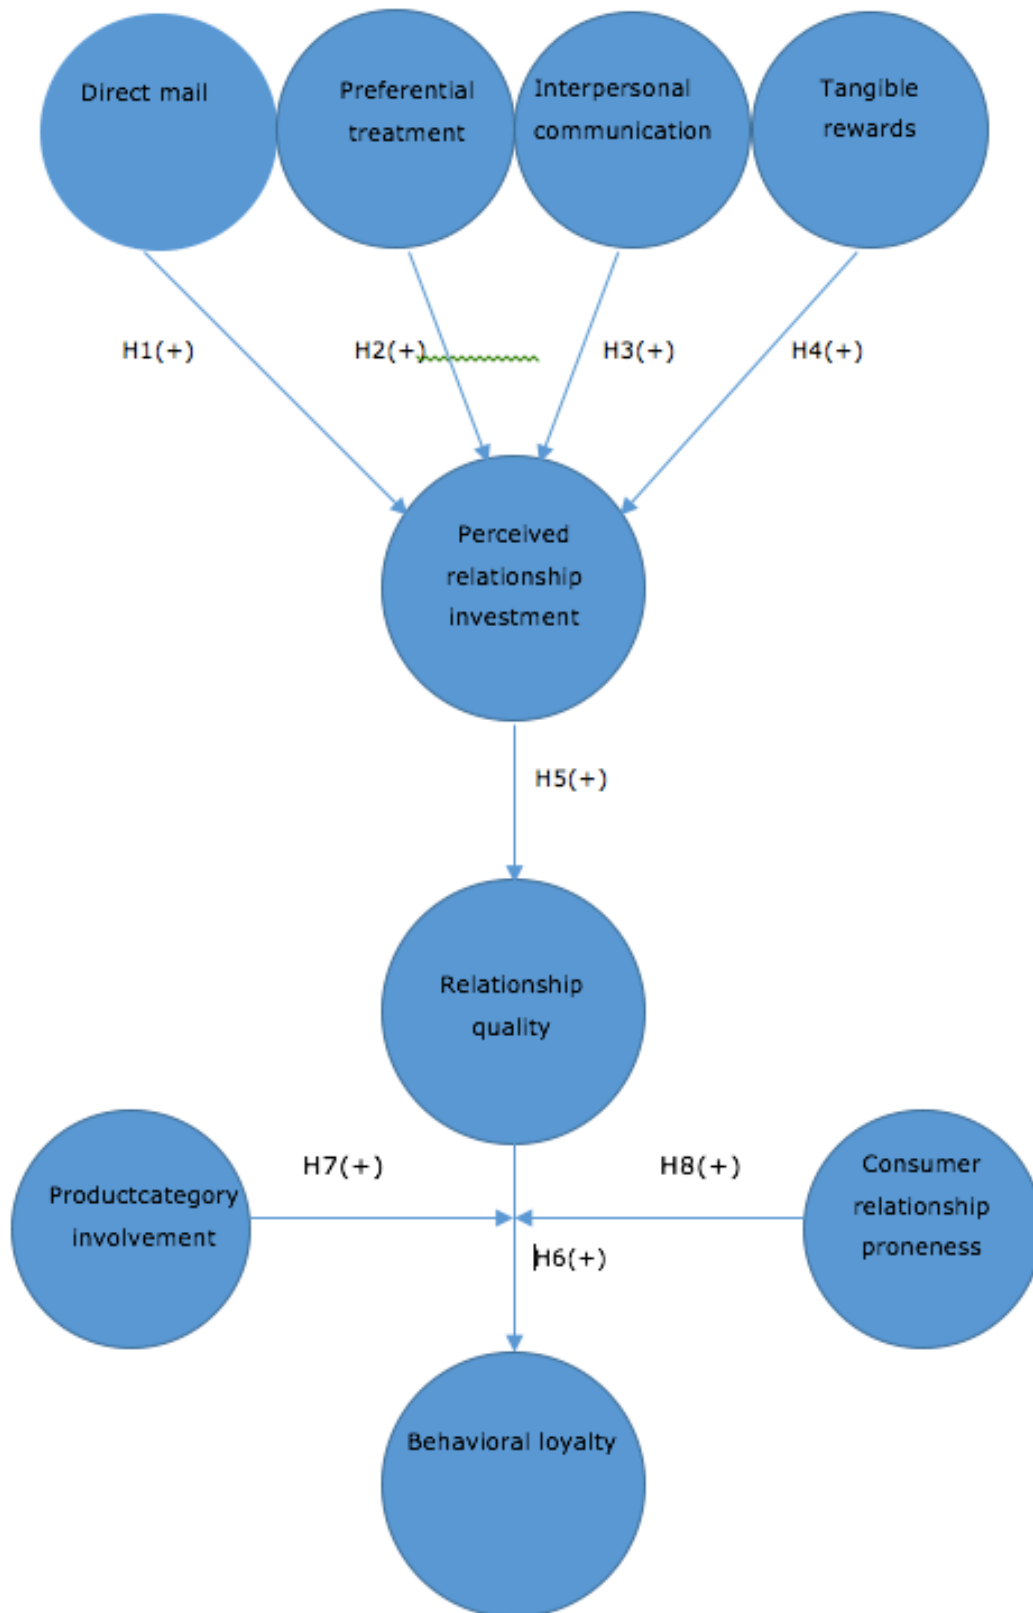 Direct mail
Preferential
treatment
Interpersonal
communication
Tangible
rewards
H1(+)
H2(+)
H3(+)
H4(+)
Perceived
relationship
investment
H5(+)
Relationship
quality
H7(+)
H8(+)
Productcategory
involvement
Consumer
relationship
proneness
H6(+)
Behavioral loyalty